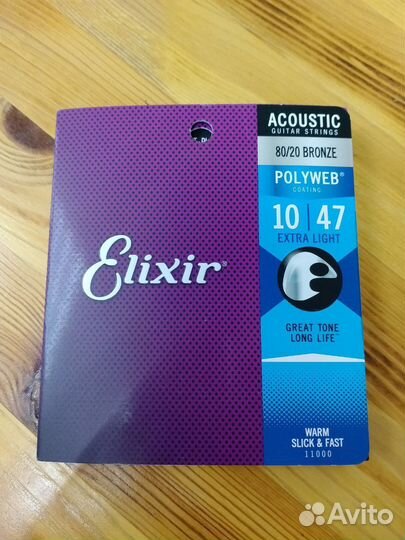 ACOUSTIC
GUITAR STRINGS
80/20 BRONZE
POLYWEB®
COATING
10 | 47
EXTRA LIGHT
Elixir®
GREAT TONE
LONG LIFE™
WARM
SLICK & FAST
11000
Avito